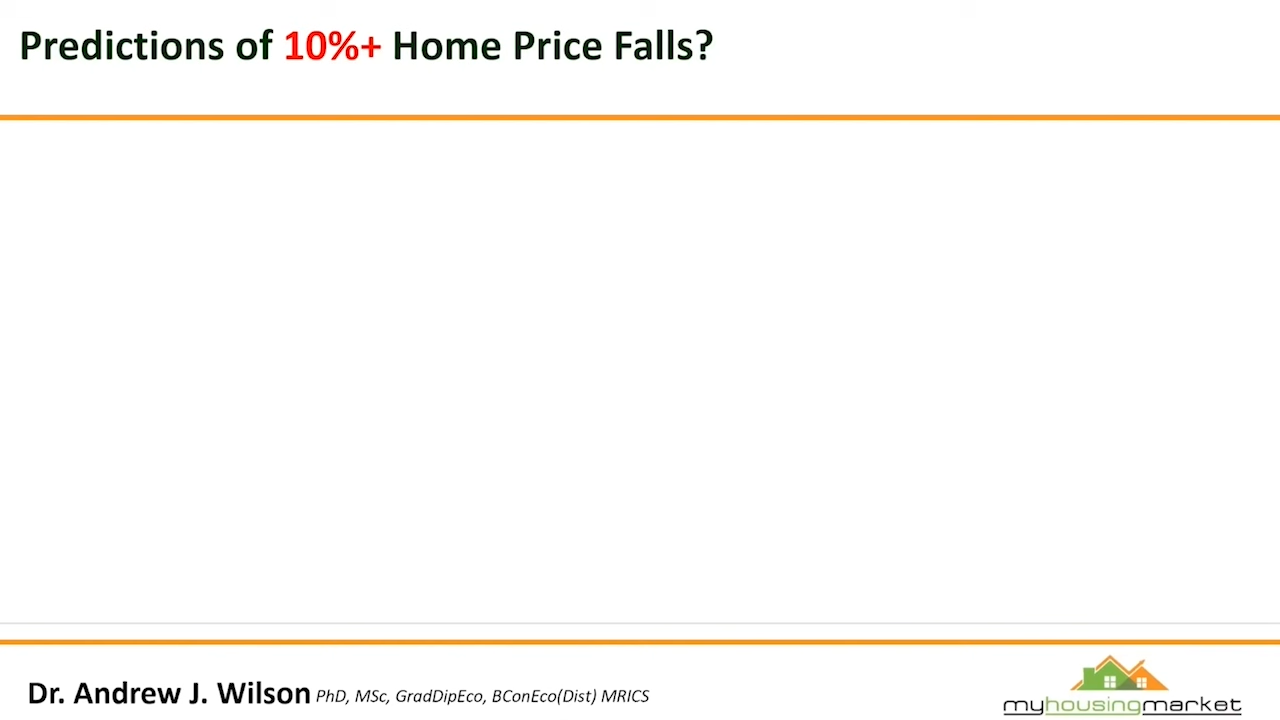 Predictions of 10%+ Home Price Falls?
Dr. Andrew J. Wilson PhD, MSc, GradDipEco, BConEco(Dist) MRICS
myhousingmarket